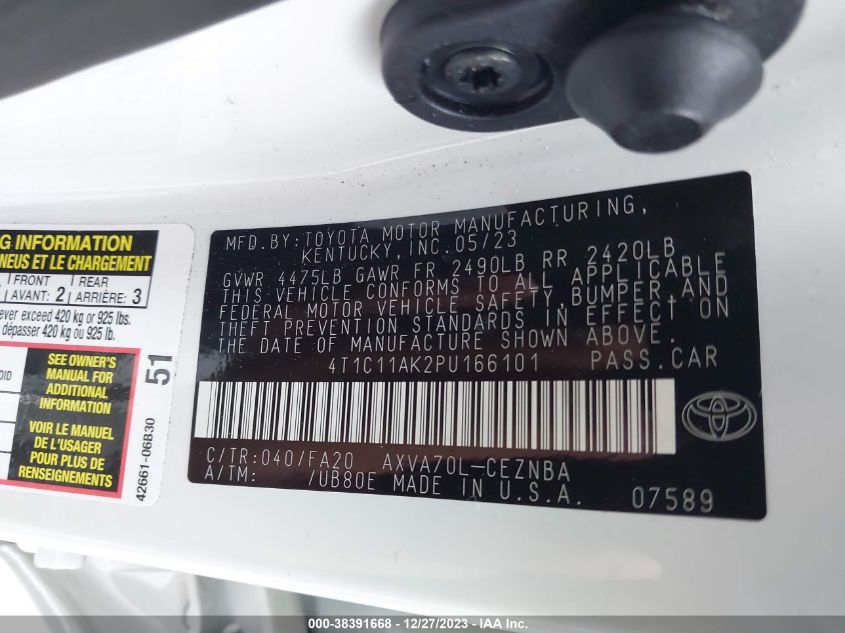 G INFORMATION
NEUS ET LE CHARGEMENT
FRONT REAR
AVANT: 2 ARRIÈRE: 3
ever exceed 420 kg or 925 lbs.
dépasser 420 kg ou 925 lb.
SEE OWNER'S
MANUAL FOR
ADDITIONAL
INFORMATION
VOIR LE MANUEL
DE L'USAGER
POUR PLUS DE
RENSEIGNEMENTS
51
42661-06B30
MFD.BY:TOYOTA MOTOR MANUFACTURING,
KENTUCKY, INC. 05/23
GVWR 4475LB GAWR FR 2490LB RR 2420LB
THIS VEHICLE CONFORMS TO ALL APPLICABLE
FEDERAL MOTOR VEHICLE SAFETY, BUMPER, AND
THEFT PREVENTION STANDARDS IN EFFECT ON
THE DATE OF MANUFACTURE SHOWN ABOVE.
4T1C11AK2PU166101 PASS.CAR
C/TR:040/FA20 AXVA70L-CEZNBA
A/TM: /UB80E MADE IN U.S.A. 07589
000-38391668 - 12/27/2023 - IAA Inc.